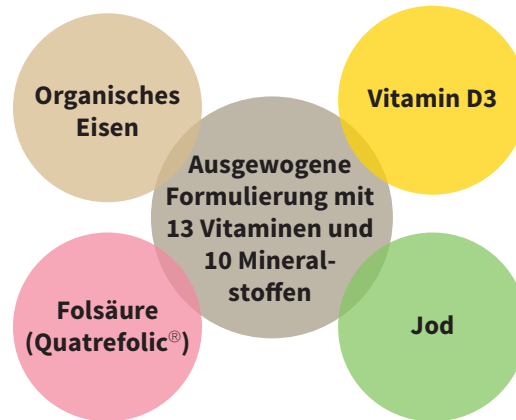 Organisches
Eisen
Vitamin D3
Ausgewogene
Formulierung mit
13 Vitaminen und
10 Mineral-
stoffen
Folsäure
(Quatrefolic®)
Jod